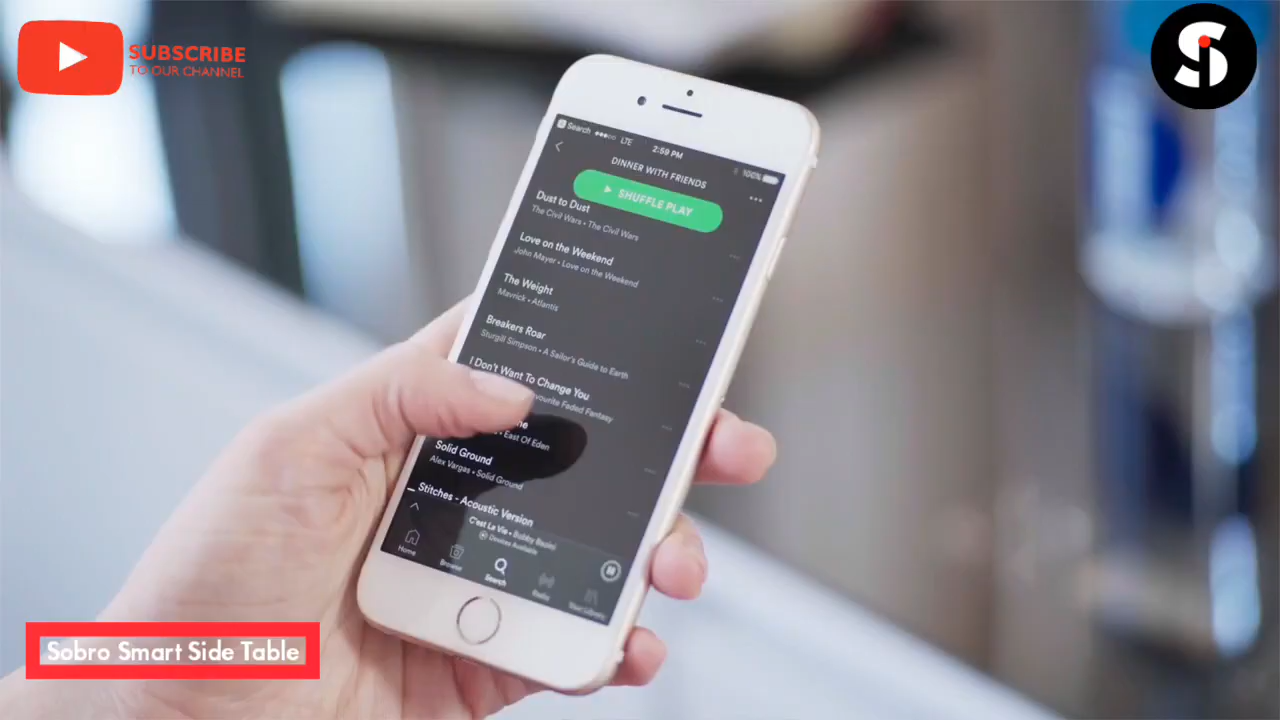 SUBSCRIBE
TO OUR CHANNEL
Search
LTE
2:59 PM
100%
DINNER WITH FRIENDS
SHUFFLE PLAY
Dust to Dust
The Civil Wars • The Civil Wars
Love on the Weekend
John Mayer • Love on the Weekend
The Weight
Mavrick • Atlantis
Breakers Roar
Sturgill Simpson • A Sailor's Guide to Earth
I Don't Want To Change You
Favourite Faded Fantasy
• East Of Eden
Solid Ground
Alex Vargas • Solid Ground
Stitches - Acoustic Version
C'est La Vie •
Devices Available
Home
Browse
Search
Radio
Your Library
Sobro Smart Side Table